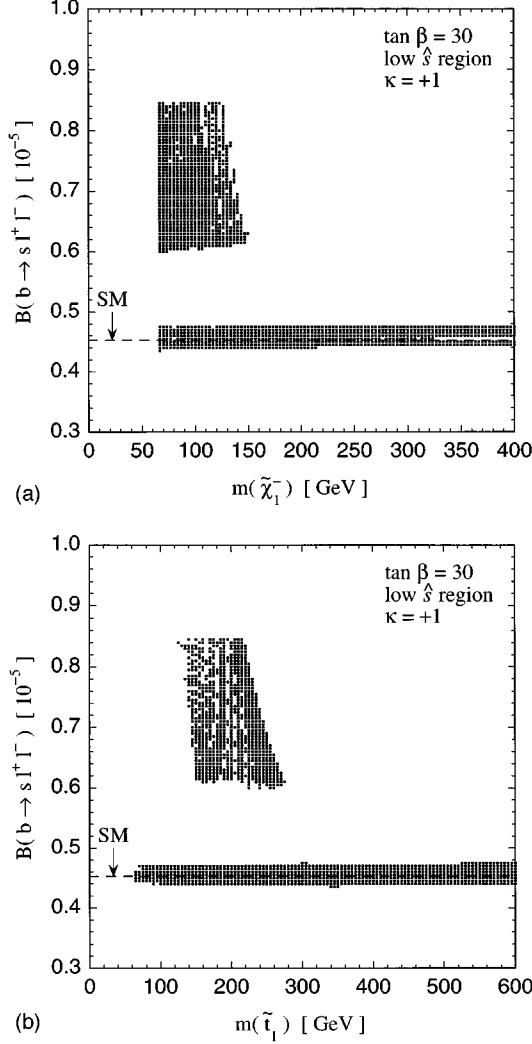 1.0
0.9
0.8
0.7
0.6
0.5
0.4
0.3
B( b → s l⁺ l⁻ ) [ 10⁻⁵ ]
tan β = 30
low ŝ region
κ = +1
SM
0 50 100 150 200 250 300 350 400
m( χ̃₁⁻ ) [ GeV ]
(a)
1.0
0.9
0.8
0.7
0.6
0.5
0.4
0.3
B( b → s l⁺ l⁻ ) [ 10⁻⁵ ]
tan β = 30
low ŝ region
κ = +1
SM
0 100 200 300 400 500 600
m( t̃₁ ) [ GeV ]
(b)